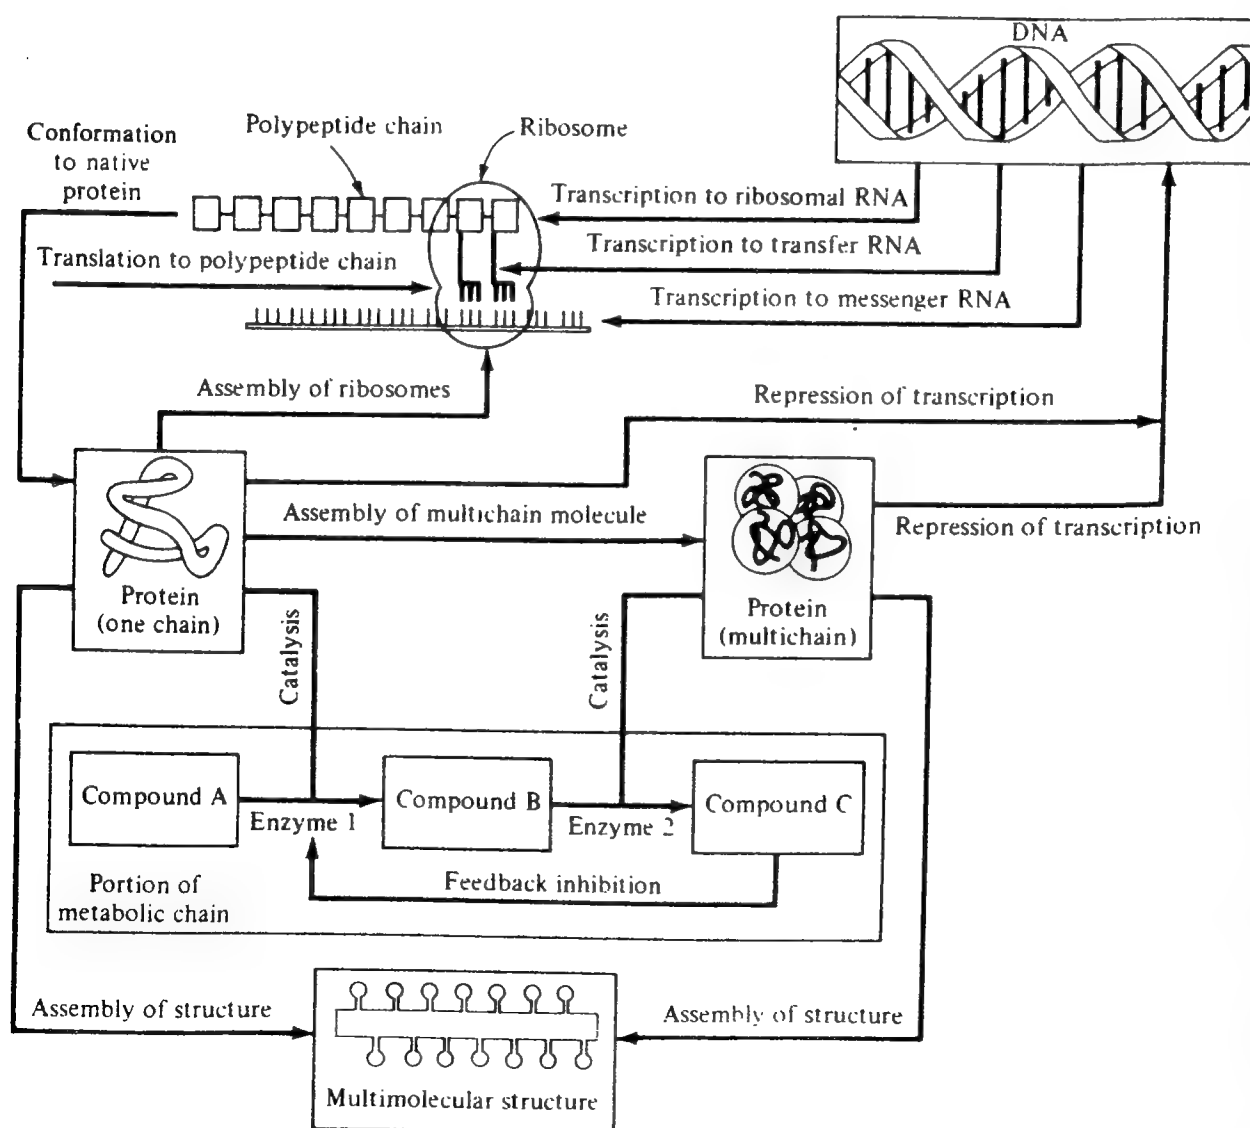 DNA
Polypeptide chain
Ribosome
Conformation
to native
protein
Transcription to ribosomal RNA
Transcription to transfer RNA
Translation to polypeptide chain
Transcription to messenger RNA
Assembly of ribosomes
Repression of transcription
Assembly of multichain molecule
Repression of transcription
Protein
(one chain)
Protein
(multichain)
Catalysis
Catalysis
Compound A
Enzyme 1
Compound B
Enzyme 2
Compound C
Feedback inhibition
Portion of
metabolic chain
Assembly of structure
Assembly of structure
Multimolecular structure